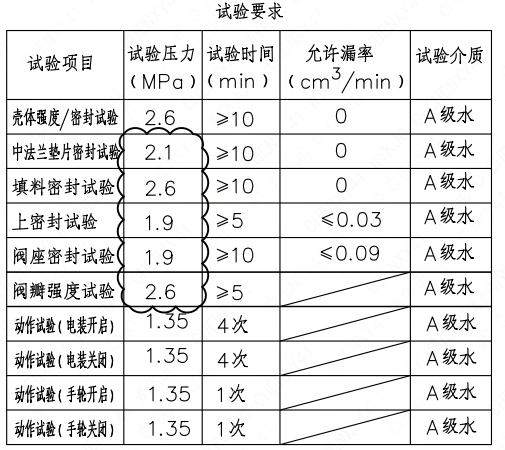 试验要求
试验项目 试验压力(MPa) 试验时间(min) 允许漏率(cm³/min) 试验介质
壳体强度/密封试验 2.6 ≥10 0 A级水
中法兰垫片密封试验 2.1 ≥10 0 A级水
填料密封试验 2.6 ≥10 0 A级水
上密封试验 1.9 ≥5 ≤0.03 A级水
阀座密封试验 1.9 ≥10 ≤0.09 A级水
阀瓣强度试验 2.6 ≥5 A级水
动作试验(电装开启) 1.35 4次 A级水
动作试验(电装关闭) 1.35 4次 A级水
动作试验(手轮开启) 1.35 1次 A级水
动作试验(手轮关闭) 1.35 1次 A级水